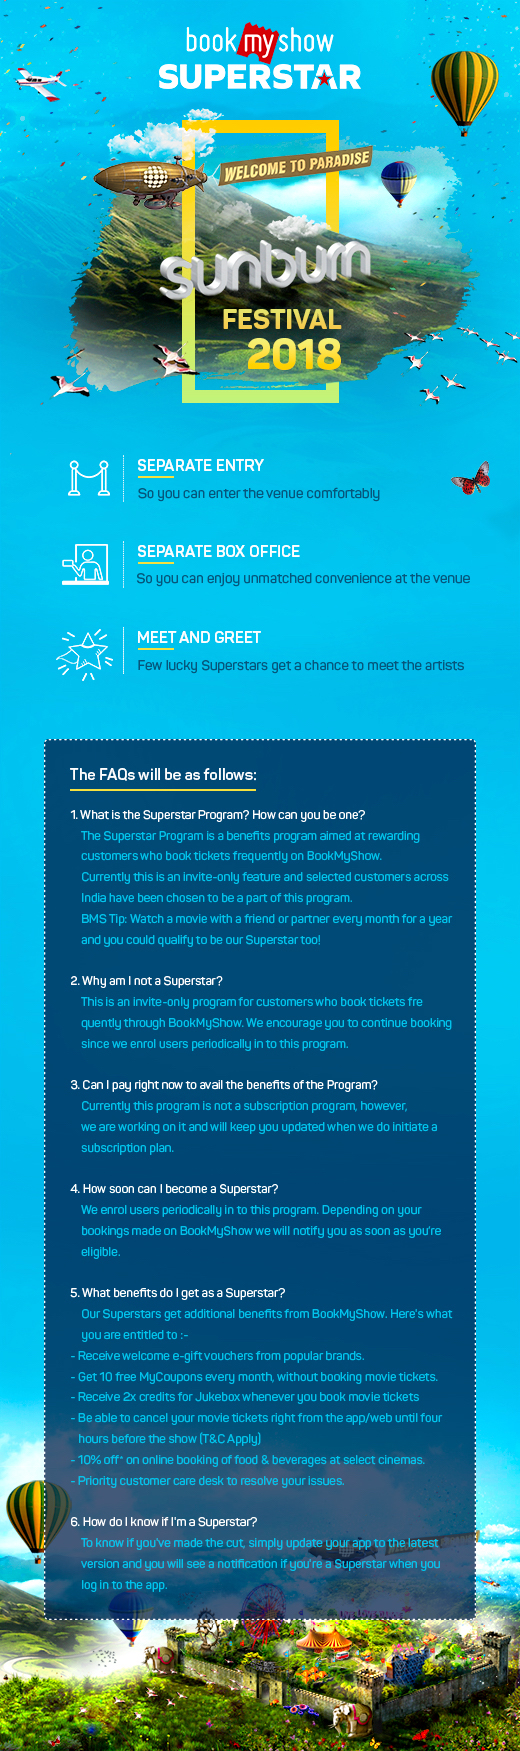 book my show
SUPERSTAR
WELCOME TO PARADISE
sunburn
FESTIVAL
2018
SEPARATE ENTRY
So you can enter the venue comfortably
SEPARATE BOX OFFICE
So you can enjoy unmatched convenience at the venue
MEET AND GREET
Few lucky Superstars get a chance to meet the artists
The FAQs will be as follows:
1. What is the Superstar Program? How can you be one?
The Superstar Program is a benefits program aimed at rewarding
customers who book tickets frequently on BookMyShow.
Currently this is an invite-only feature and selected customers across
India have been chosen to be a part of this program.
BMS Tip: Watch a movie with a friend or partner every month for a year
and you could qualify to be our Superstar too!
2. Why am I not a Superstar?
This is an invite-only program for customers who book tickets fre
quently through BookMyShow. We encourage you to continue booking
since we enrol users periodically in to this program.
3. Can I pay right now to avail the benefits of the Program?
Currently this program is not a subscription program, however,
we are working on it and will keep you updated when we do initiate a
subscription plan.
4. How soon can I become a Superstar?
We enrol users periodically in to this program. Depending on your
bookings made on BookMyShow we will notify you as soon as you're
eligible.
5. What benefits do I get as a Superstar?
Our Superstars get additional benefits from BookMyShow. Here's what
you are entitled to :-
- Receive welcome e-gift vouchers from popular brands.
- Get 10 free MyCoupons every month, without booking movie tickets.
- Receive 2x credits for Jukebox whenever you book movie tickets
- Be able to cancel your movie tickets right from the app/web until four
hours before the show (T&C Apply)
- 10% off* on online booking of food & beverages at select cinemas.
- Priority customer care desk to resolve your issues.
6. How do I know if I'm a Superstar?
To know if you've made the cut, simply update your app to the latest
version and you will see a notification if you're a Superstar when you
log in to the app.